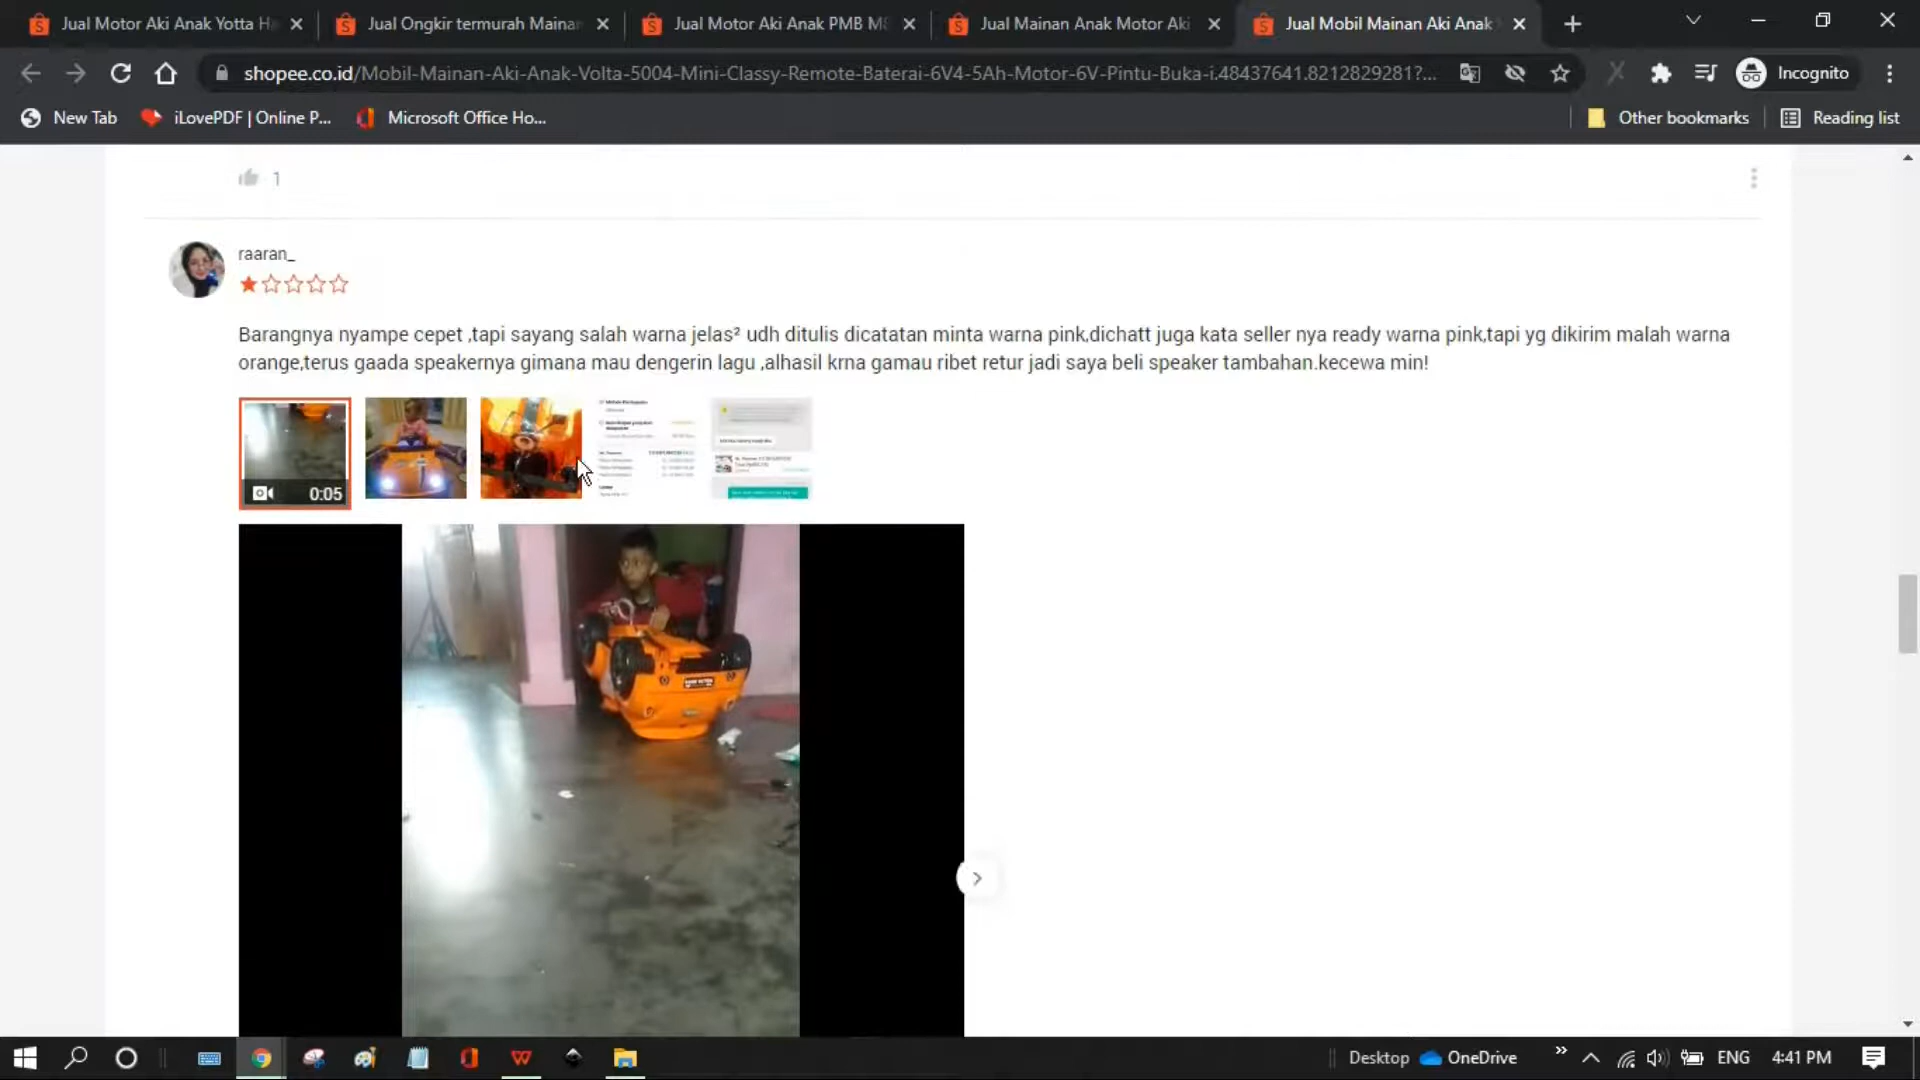 Jual Motor Aki Anak Yotta Ha
Jual Ongkir termurah Mainan
Jual Motor Aki Anak PMB M8
Jual Mainan Anak Motor Aki
Jual Mobil Mainan Aki Anak
shopee.co.id/Mobil-Mainan-Aki-Anak-Volta-5004-Mini-Classy-Remote-Baterai-6V4-5Ah-Motor-6V-Pintu-Buka-i.48437641.8212829281?...
Incognito
New Tab
iLovePDF | Online P...
Microsoft Office Ho...
Other bookmarks
Reading list
1
raaran_
Barangnya nyampe cepet ,tapi sayang salah warna jelas² udh ditulis dicatatan minta warna pink,dichatt juga kata seller nya ready warna pink,tapi yg dikirim malah warna
orange,terus gaada speakernya gimana mau dengerin lagu ,alhasil krna gamau ribet retur jadi saya beli speaker tambahan.kecewa min!
0:05
Desktop
OneDrive
ENG
4:41 PM